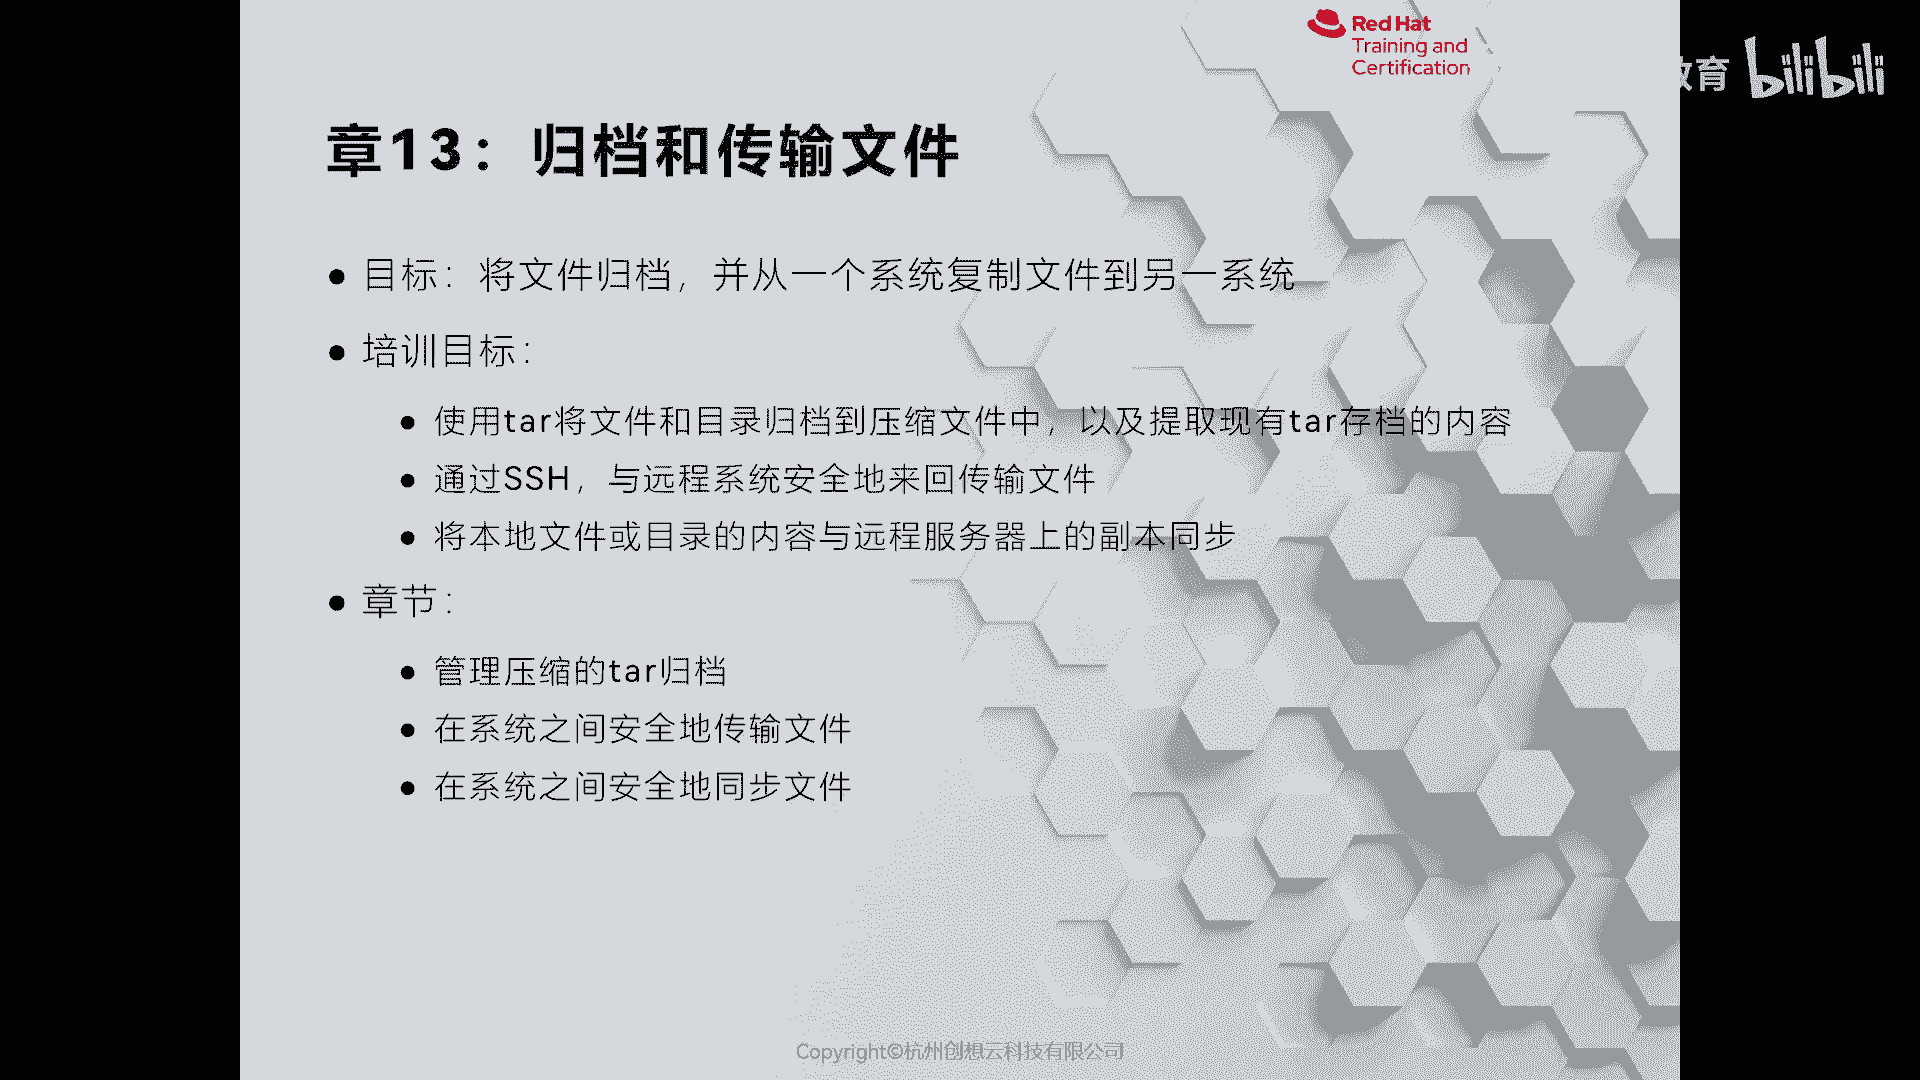 Red Hat
Training and
Certification
教育 bilibili
章13：归档和传输文件
● 目标：将文件归档，并从一个系统复制文件到另一系统
● 培训目标：
● 使用tar将文件和目录归档到压缩文件中，以及提取现有tar存档的内容
● 通过SSH，与远程系统安全地来回传输文件
● 将本地文件或目录的内容与远程服务器上的副本同步
● 章节：
● 管理压缩的tar归档
● 在系统之间安全地传输文件
● 在系统之间安全地同步文件
Copyright©杭州创想云科技有限公司